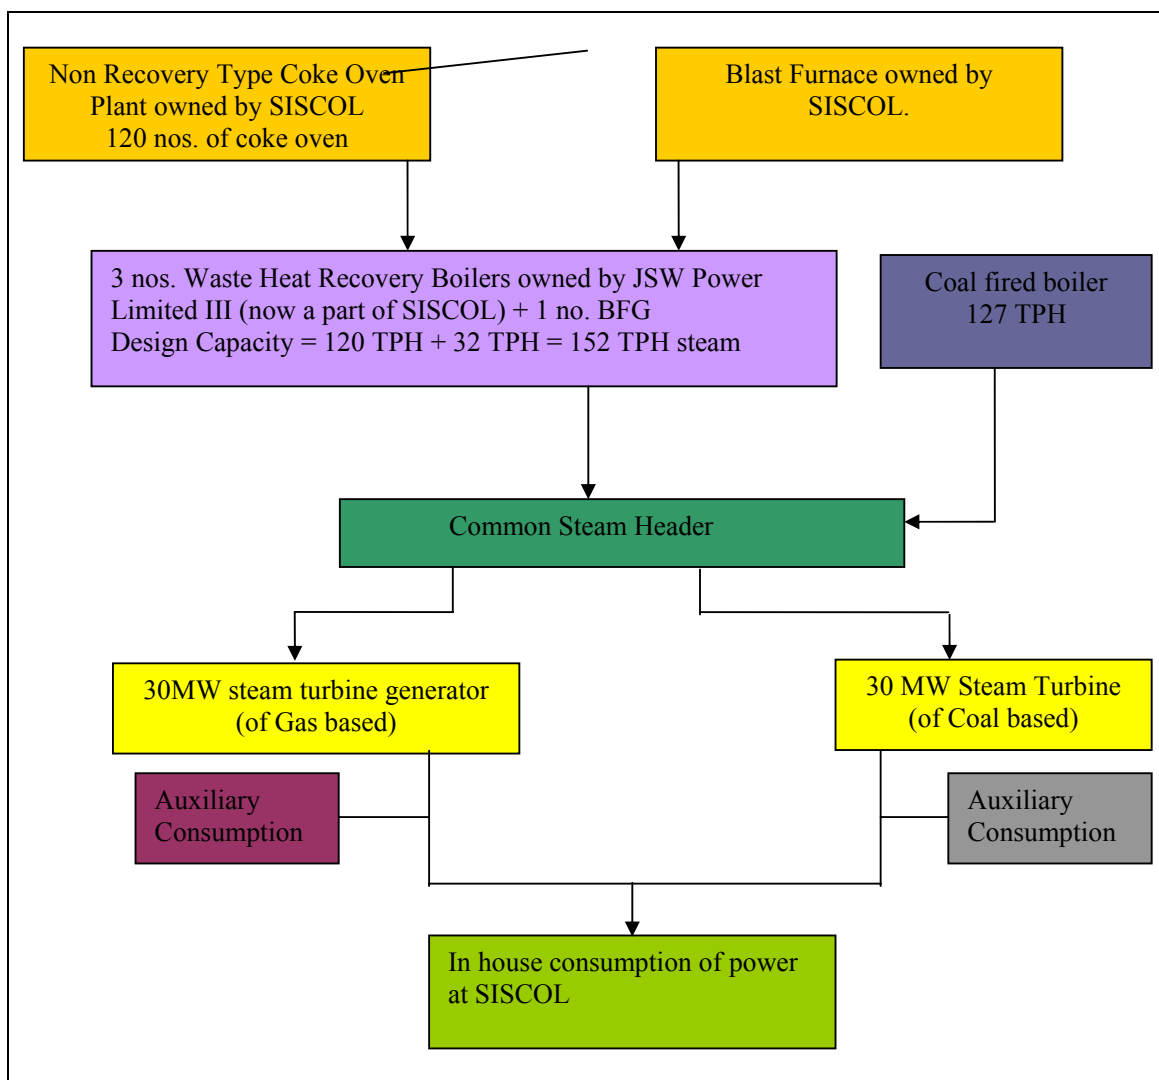 Non Recovery Type Coke Oven
Plant owned by SISCOL
120 nos. of coke oven
Blast Furnace owned by
SISCOL.
3 nos. Waste Heat Recovery Boilers owned by JSW Power
Limited III (now a part of SISCOL) + 1 no. BFG
Design Capacity = 120 TPH + 32 TPH = 152 TPH steam
Coal fired boiler
127 TPH
Common Steam Header
30MW steam turbine generator
(of Gas based)
30 MW Steam Turbine
(of Coal based)
Auxiliary
Consumption
Auxiliary
Consumption
In house consumption of power
at SISCOL